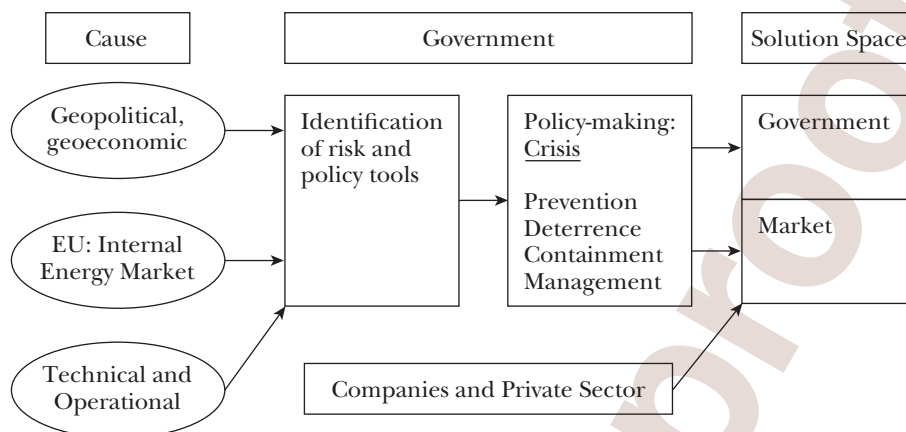 Cause
Government
Solution Space
Geopolitical,
geoeconomic
Identification
of risk and
policy tools
Policy-making:
Crisis
Prevention
Deterrence
Containment
Management
Government
Market
EU: Internal
Energy Market
Technical and
Operational
Companies and Private Sector
proof